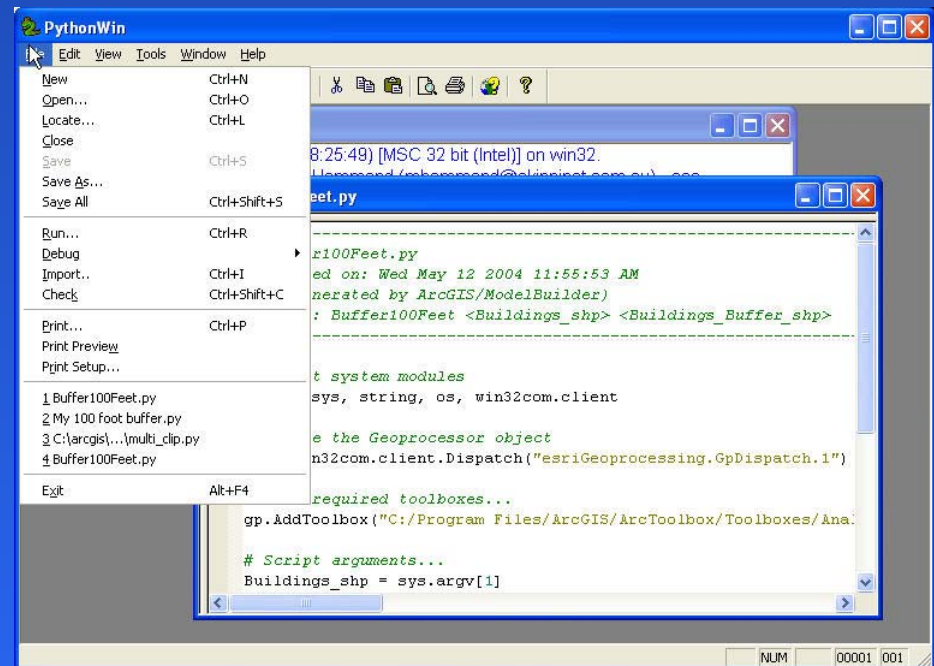 PythonWin
File Edit View Tools Window Help
New Ctrl+N
Open... Ctrl+O
Locate... Ctrl+L
Close
Save Ctrl+S
Save As...
Save All Ctrl+Shift+S
Run... Ctrl+R
Debug
Import.. Ctrl+I
Check Ctrl+Shift+C
Print... Ctrl+P
Print Preview
Print Setup...
1 Buffer100Feet.py
2 My 100 foot buffer.py
3 C:\arcgis\...\multi_clip.py
4 Buffer100Feet.py
Exit Alt+F4
8:25:49) [MSC 32 bit (Intel)] on win32.
eet.py
r100Feet.py
ed on: Wed May 12 2004 11:55:53 AM
nerated by ArcGIS/ModelBuilder)
: Buffer100Feet <Buildings_shp> <Buildings_Buffer_shp>
t system modules
sys, string, os, win32com.client
e the Geoprocessor object
n32com.client.Dispatch("esriGeoprocessing.GpDispatch.1")
required toolboxes...
gp.AddToolbox("C:/Program Files/ArcGIS/ArcToolbox/Toolboxes/Ana
# Script arguments...
Buildings_shp = sys.argv[1]
NUM 00001 001